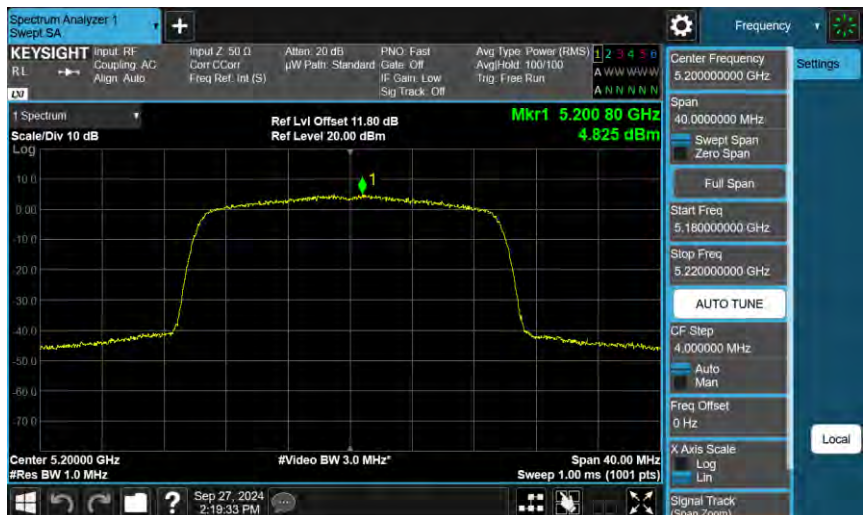 Spectrum Analyzer 1
Swept SA
Frequency
KEYSIGHT
RL
LXI
Input: RF
Coupling: AC
Align: Auto
Input Z: 50 Ω
Corr CCorr
Freq Ref: Int (S)
Atten: 20 dB
µW Path: Standard
PNO: Fast
Gate: Off
IF Gain: Low
Sig Track: Off
Avg Type: Power (RMS)
Avg|Hold: 100/100
Trig: Free Run
1 2 3 4 5 6
A W W W W W
A N N N N N
1 Spectrum
Scale/Div 10 dB
Log
Ref Lvl Offset 11.80 dB
Ref Level 20.00 dBm
Mkr1 5.200 80 GHz
4.825 dBm
1
10.0
0.00
-10.0
-20.0
-30.0
-40.0
-50.0
-60.0
-70.0
Center 5.20000 GHz
#Res BW 1.0 MHz
#Video BW 3.0 MHz*
Span 40.00 MHz
Sweep 1.00 ms (1001 pts)
Sep 27, 2024
2:19:33 PM
?
Center Frequency
5.200000000 GHz
Span
40.0000000 MHz
Swept Span
Zero Span
Full Span
Start Freq
5.180000000 GHz
Stop Freq
5.220000000 GHz
AUTO TUNE
CF Step
4.000000 MHz
Auto
Man
Freq Offset
0 Hz
X Axis Scale
Log
Lin
Signal Track
(Span Zoom)
Settings
Local